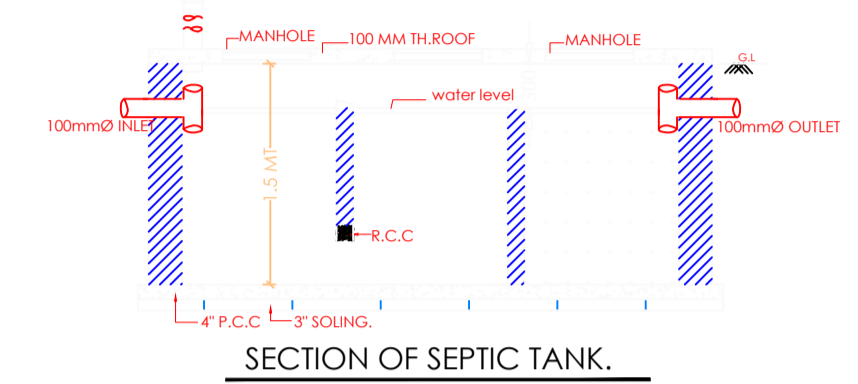 MANHOLE
100 MM TH.ROOF
MANHOLE
G.L
water level
100mmØ INLET
100mmØ OUTLET
1.5 MT
R.C.C
4" P.C.C
3" SOLING.
SECTION OF SEPTIC TANK.